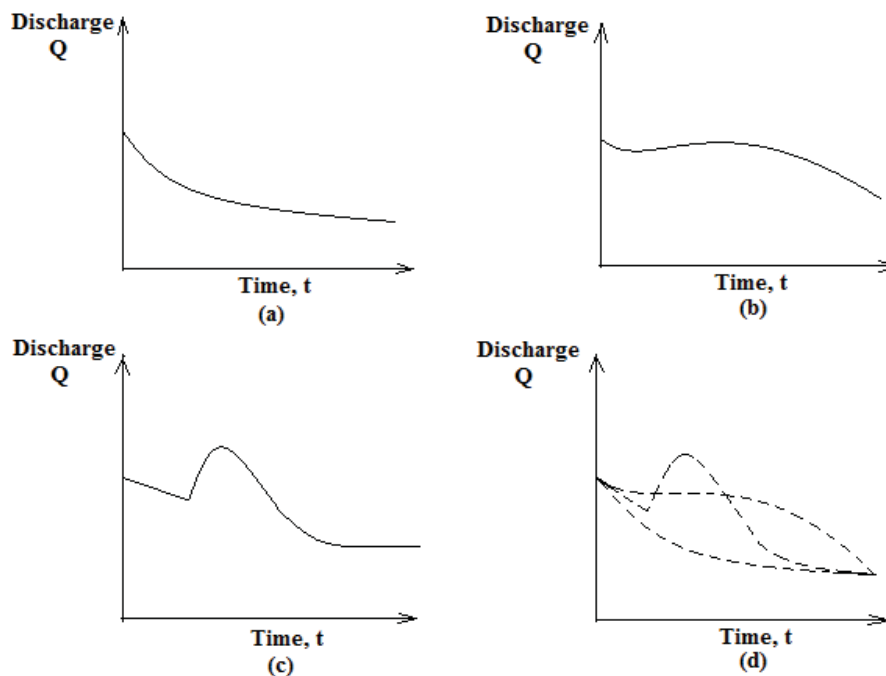 Discharge
Q
Time, t
(a)
Discharge
Q
Time, t
(b)
Discharge
Q
Time, t
(c)
Discharge
Q
Time, t
(d)